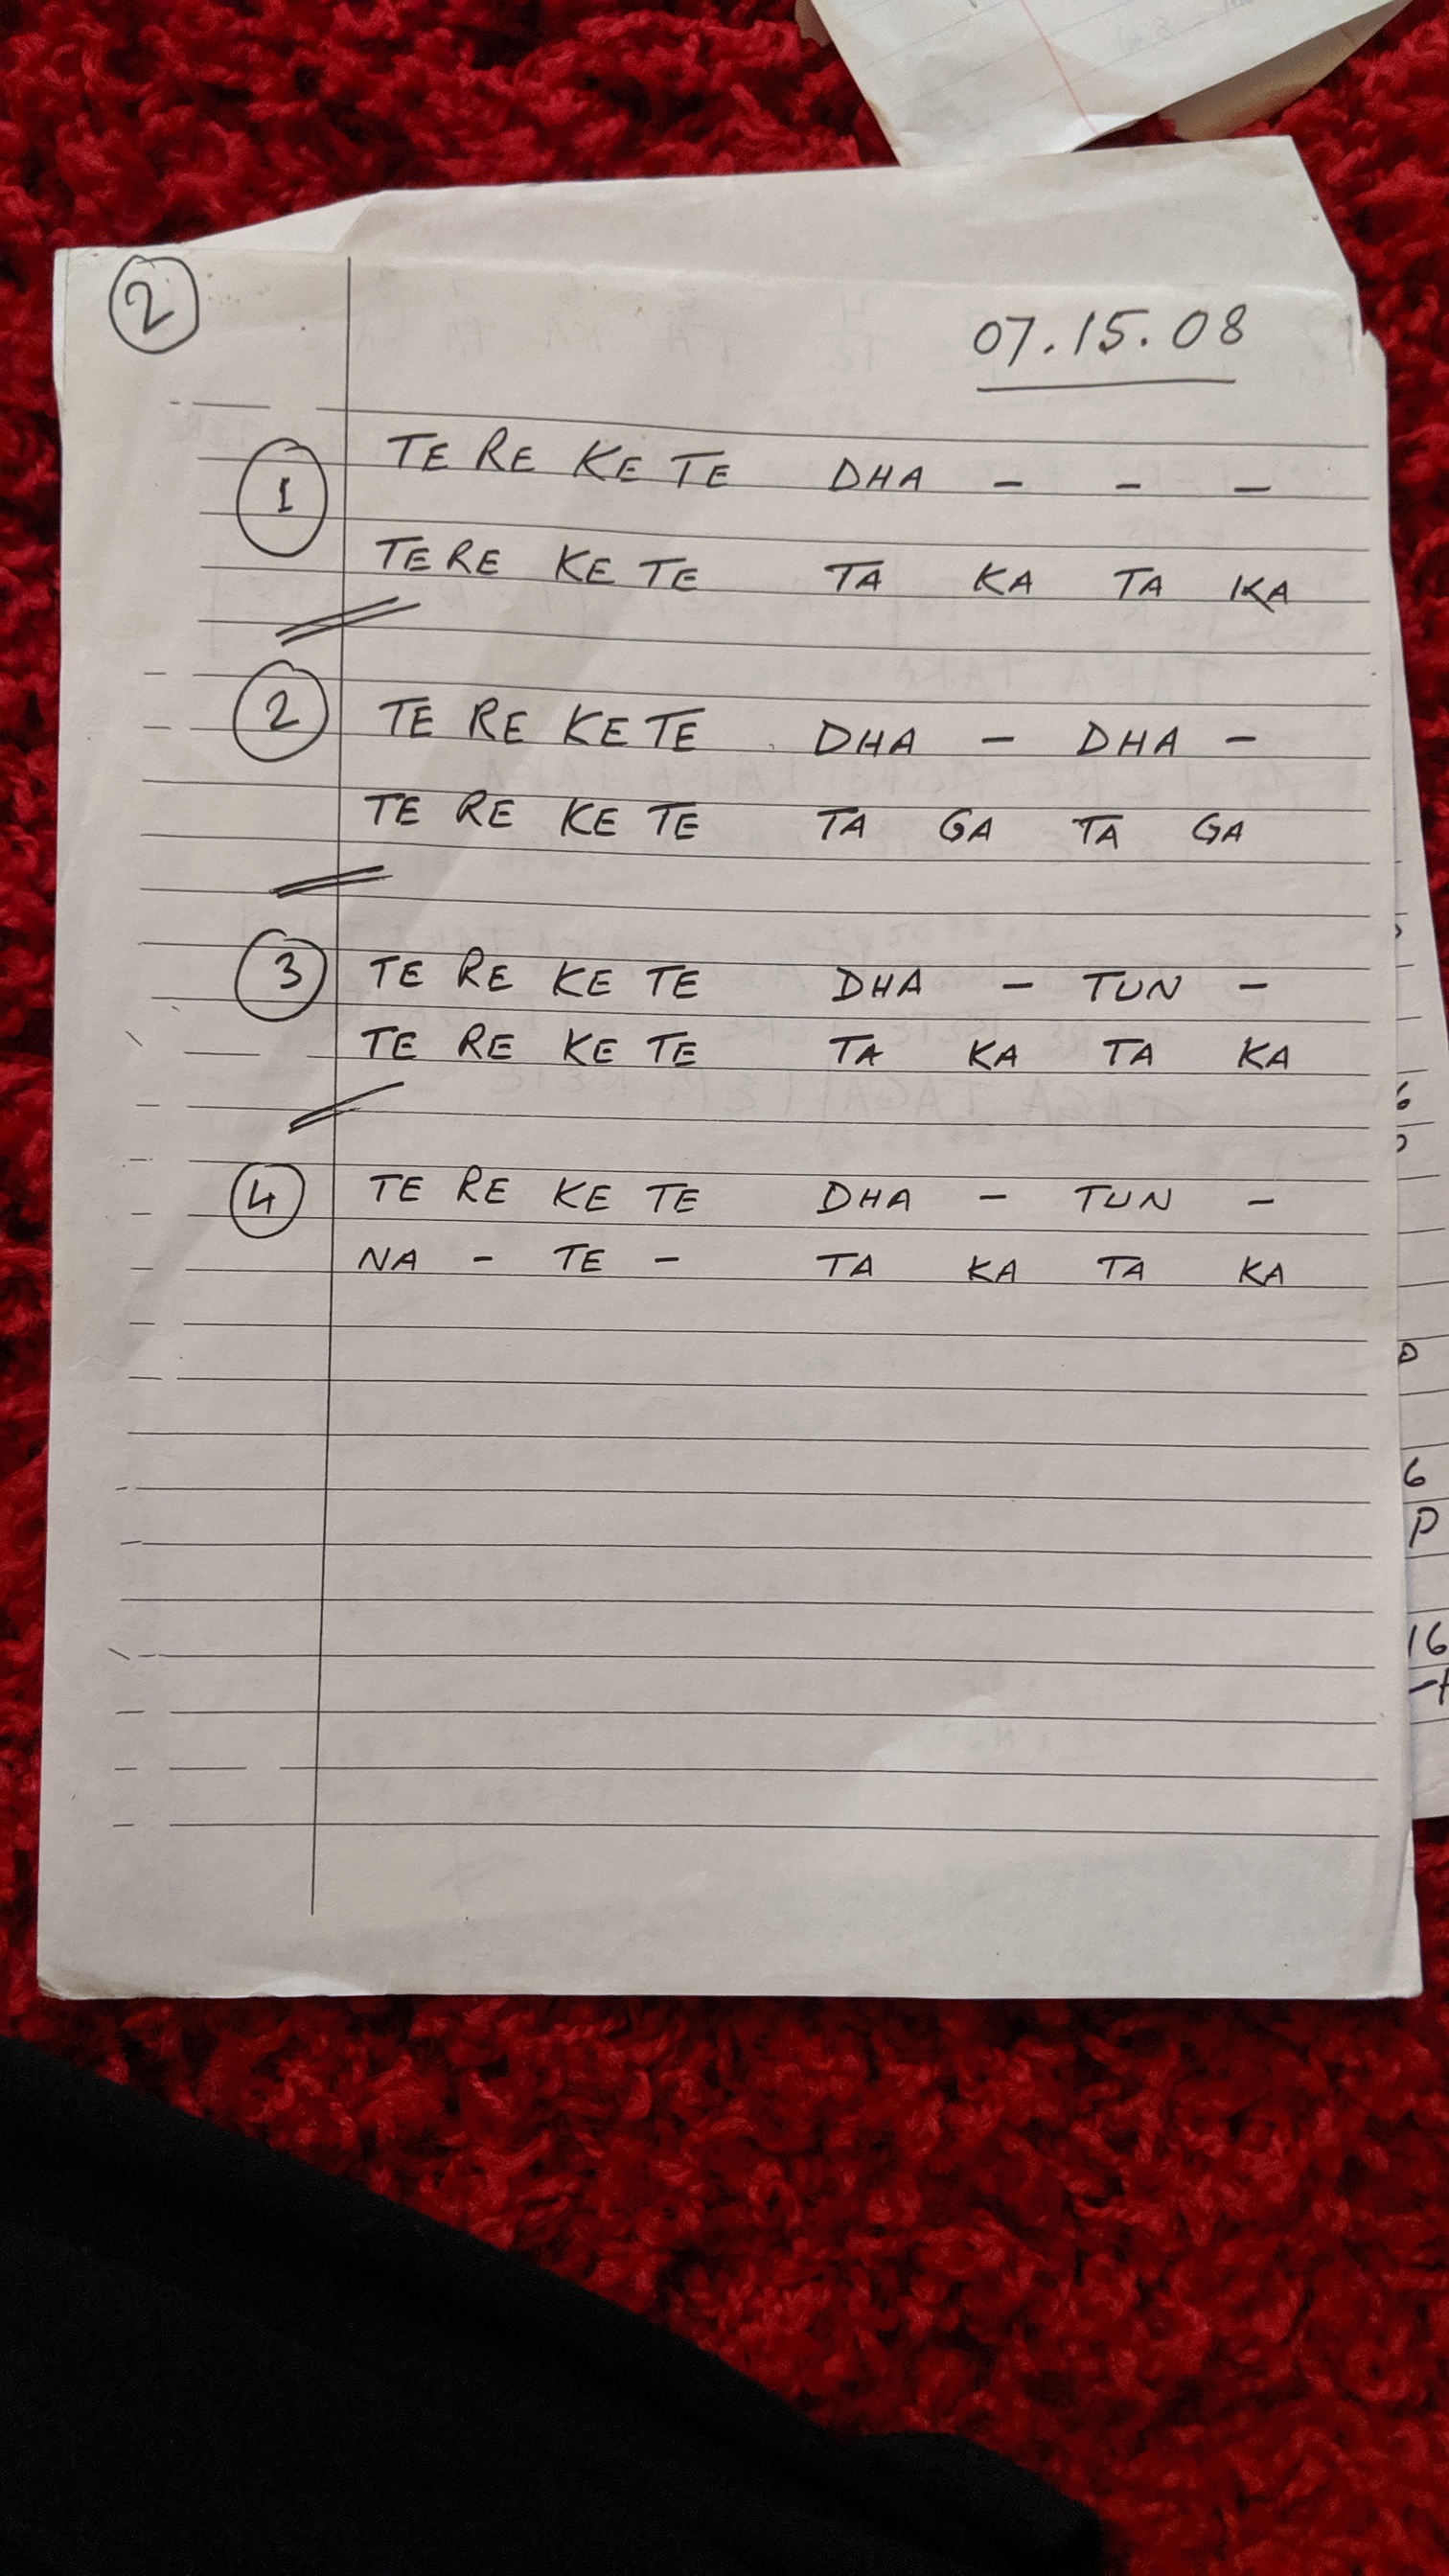 2
07.15.08
1 TE RE KE TE DHA - - -
TE RE KE TE TA KA TA KA
2 TE RE KE TE DHA - DHA -
TE RE KE TE TA GA TA GA
3 TE RE KE TE DHA - TUN -
TE RE KE TE TA KA TA KA
4 TE RE KE TE DHA - TUN -
NA - TE - TA KA TA KA
6
P
16